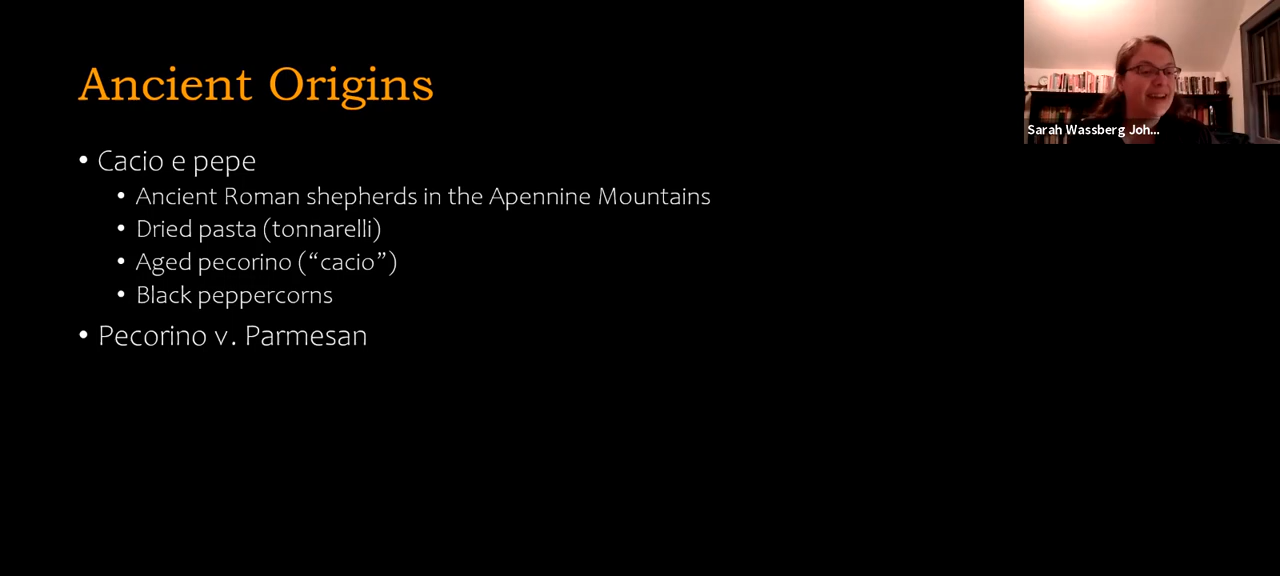 Ancient Origins
• Cacio e pepe
• Ancient Roman shepherds in the Apennine Mountains
• Dried pasta (tonnarelli)
• Aged pecorino (“cacio”)
• Black peppercorns
• Pecorino v. Parmesan
Sarah Wassberg Joh...